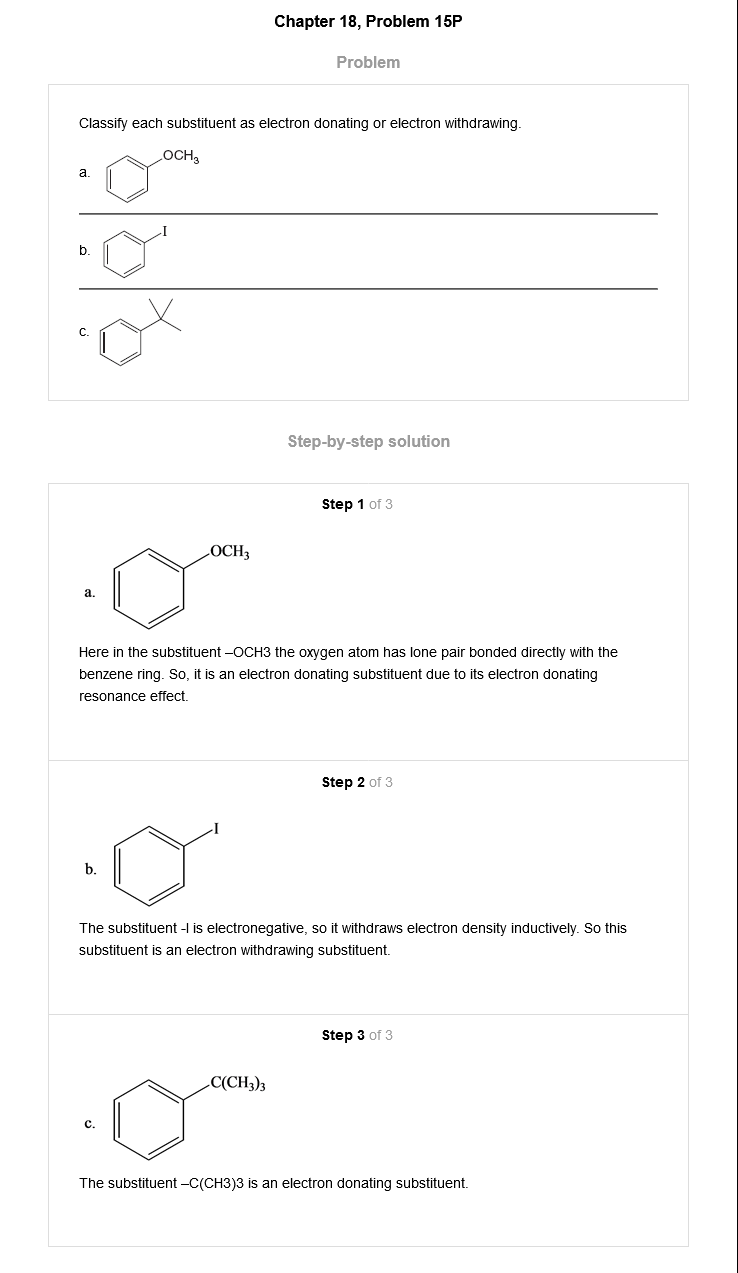 Chapter 18, Problem 15P
Problem
Classify each substituent as electron donating or electron withdrawing.
a.
OCH₃
b.
I
c.
Step-by-step solution
Step 1 of 3
a.
OCH₃
Here in the substituent –OCH3 the oxygen atom has lone pair bonded directly with the
benzene ring. So, it is an electron donating substituent due to its electron donating
resonance effect.
Step 2 of 3
b.
I
The substituent -I is electronegative, so it withdraws electron density inductively. So this
substituent is an electron withdrawing substituent.
Step 3 of 3
c.
C(CH₃)₃
The substituent –C(CH3)3 is an electron donating substituent.